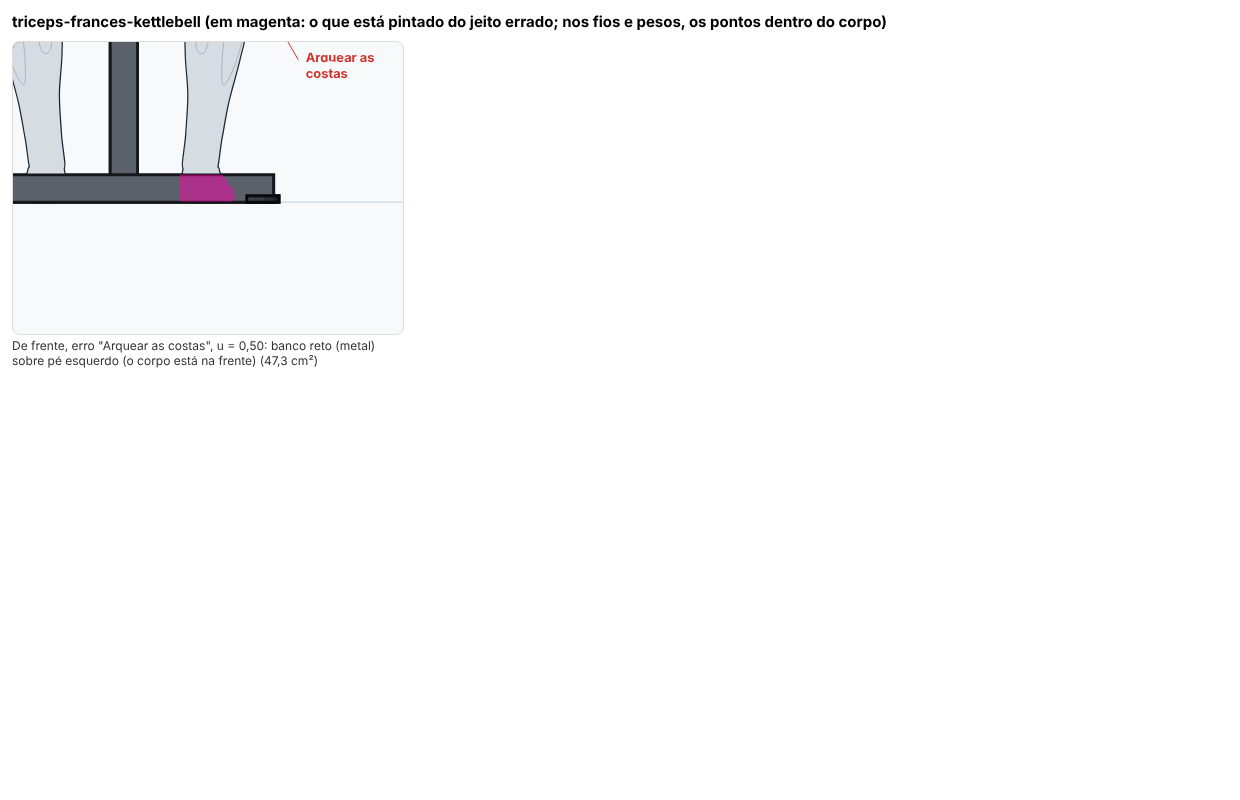 triceps-frances-kettlebell (em magenta: o que está pintado do jeito errado; nos fios e pesos, os pontos dentro do corpo)
Arquear as
costas
De frente, erro "Arquear as costas", u = 0,50: banco reto (metal)
sobre pé esquerdo (o corpo está na frente) (47,3 cm²)